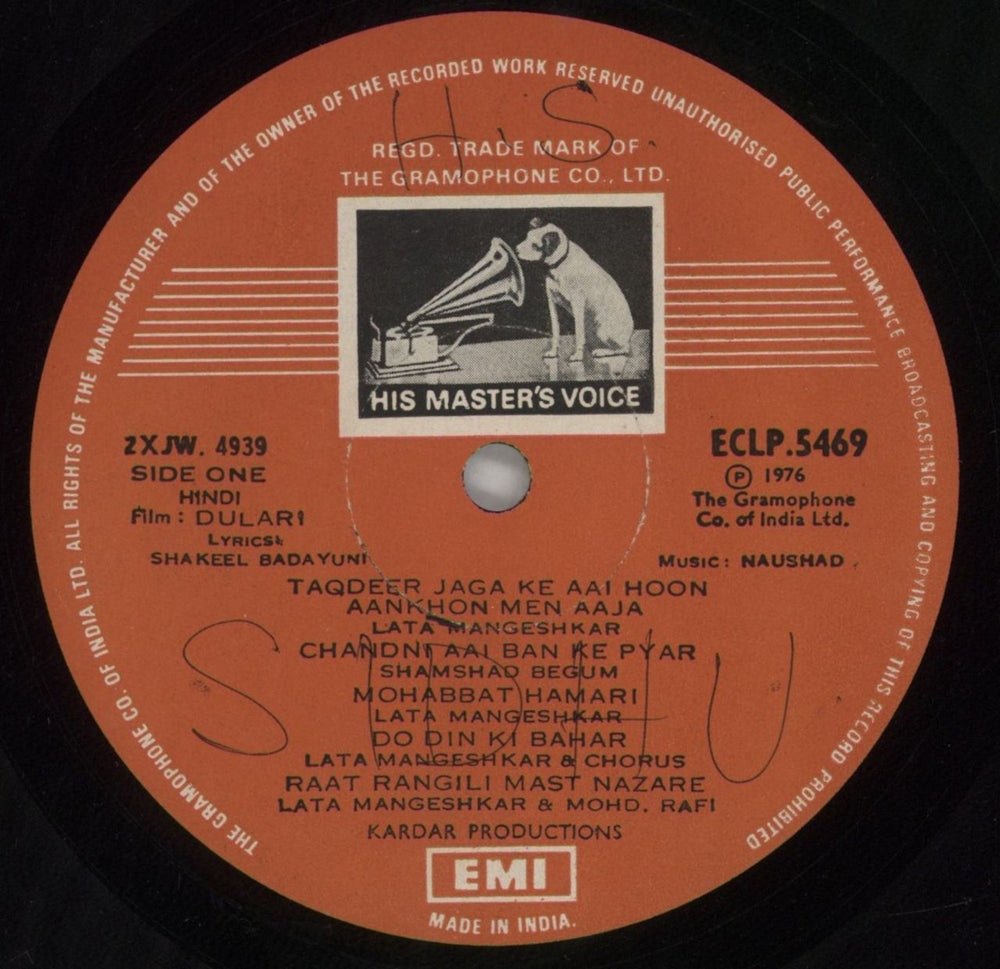 THE GRAMOPHONE CO. OF INDIA LTD. ALL RIGHTS OF THE MANUFACTURER AND OF THE OWNER OF THE RECORDED WORK RESERVED UNAUTHORISED PUBLIC PERFORMANCE BROADCASTING AND COPYING OF THIS RECORD PROHIBITED
H.S.
REGD. TRADE MARK OF
THE GRAMOPHONE CO., LTD.
HIS MASTER'S VOICE
2XJW. 4939
SIDE ONE
HINDI
Film: DULARI
LYRICS:
SHAKEEL BADAYUNI
ECLP.5469
Ⓟ 1976
The Gramophone
Co. of India Ltd.
MUSIC: NAUSHAD
TAQDEER JAGA KE AAI HOON
AANKHON MEN AAJA
LATA MANGESHKAR
CHANDNI AAI BAN KE PYAR
SHAMSHAD BEGUM
MOHABBAT HAMARI
LATA MANGESHKAR
DO DIN KI BAHAR
LATA MANGESHKAR & CHORUS
RAAT RANGILI MAST NAZARE
LATA MANGESHKAR & MOHD. RAFI
SIDHU
KARDAR PRODUCTIONS
EMI
MADE IN INDIA.